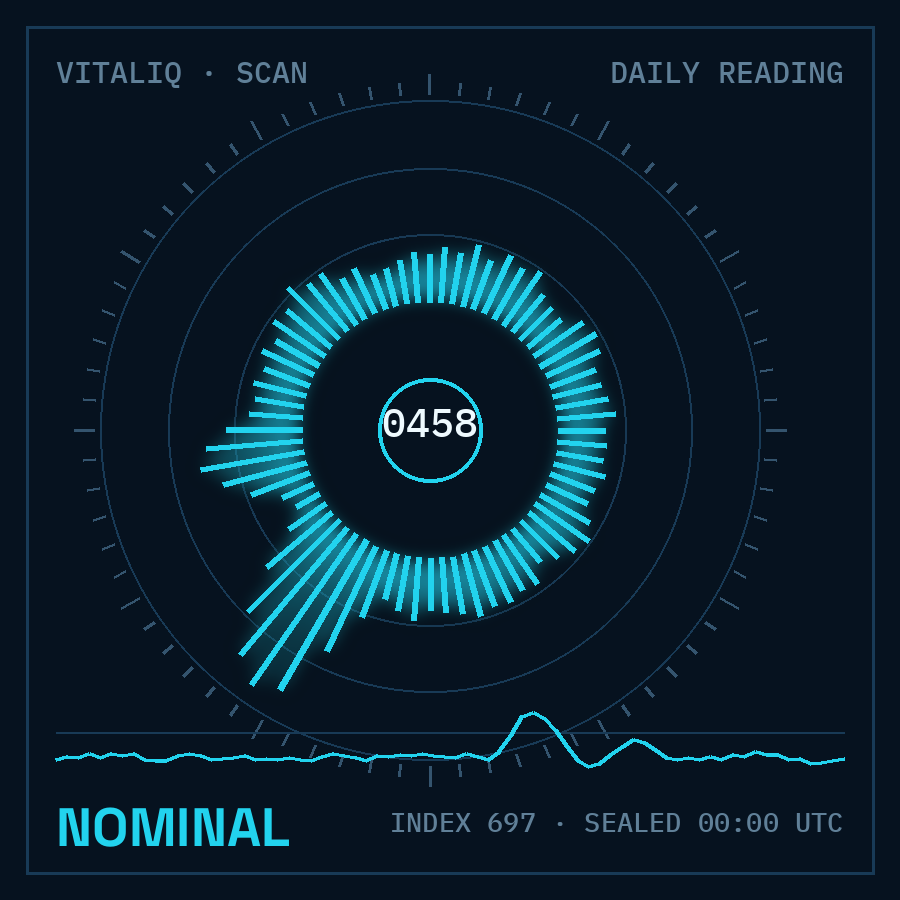 VITALIQ · SCAN
DAILY READING
0458
NOMINAL
INDEX 697 · SEALED 00:00 UTC